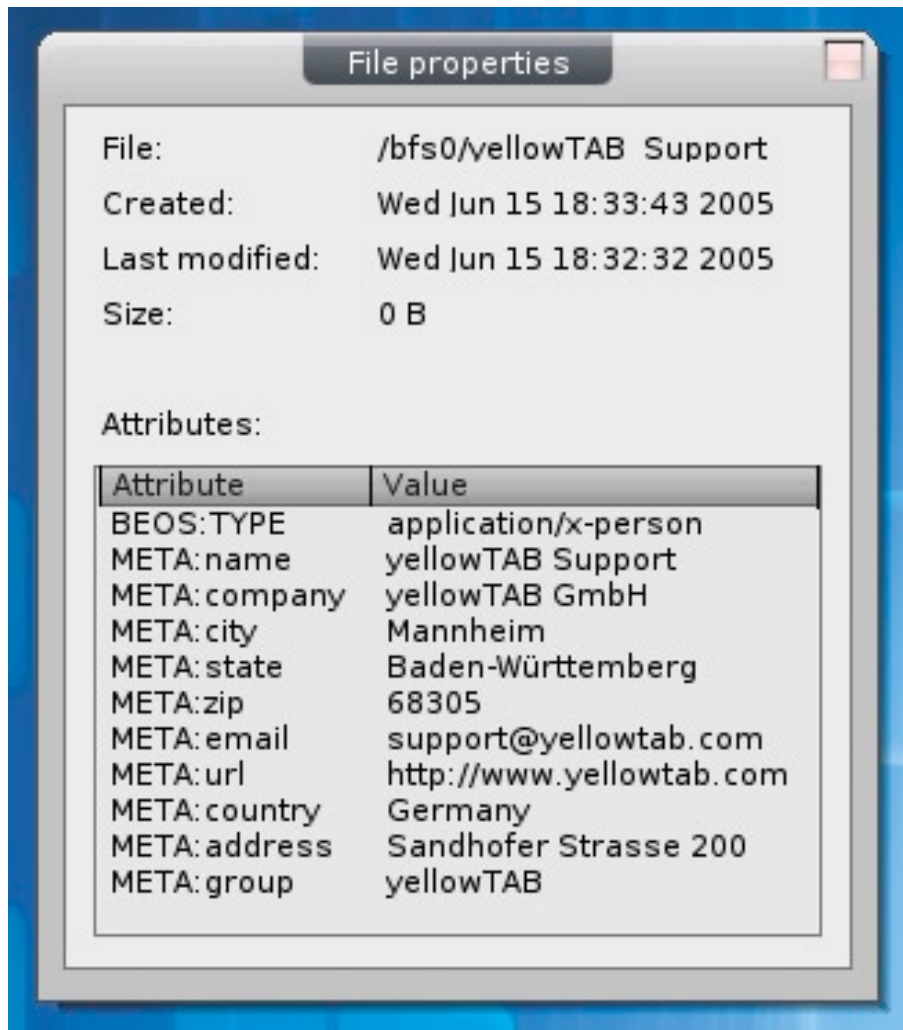 File properties
File: /bfs0/yellowTAB Support
Created: Wed Jun 15 18:33:43 2005
Last modified: Wed Jun 15 18:32:32 2005
Size: 0 B
Attributes:
Attribute Value
BEOS:TYPE application/x-person
META:name yellowTAB Support
META:company yellowTAB GmbH
META:city Mannheim
META:state Baden-Württemberg
META:zip 68305
META:email support@yellowtab.com
META:url http://www.yellowtab.com
META:country Germany
META:address Sandhofer Strasse 200
META:group yellowTAB